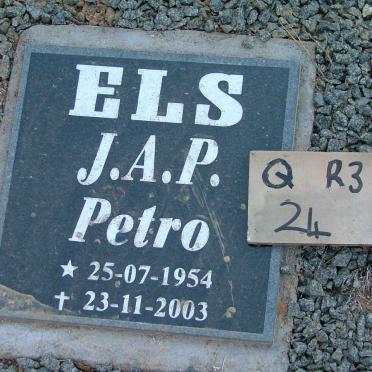 ELS
J.A.P.
Petro
★ 25-07-1954
✝ 23-11-2003
Q R3
24